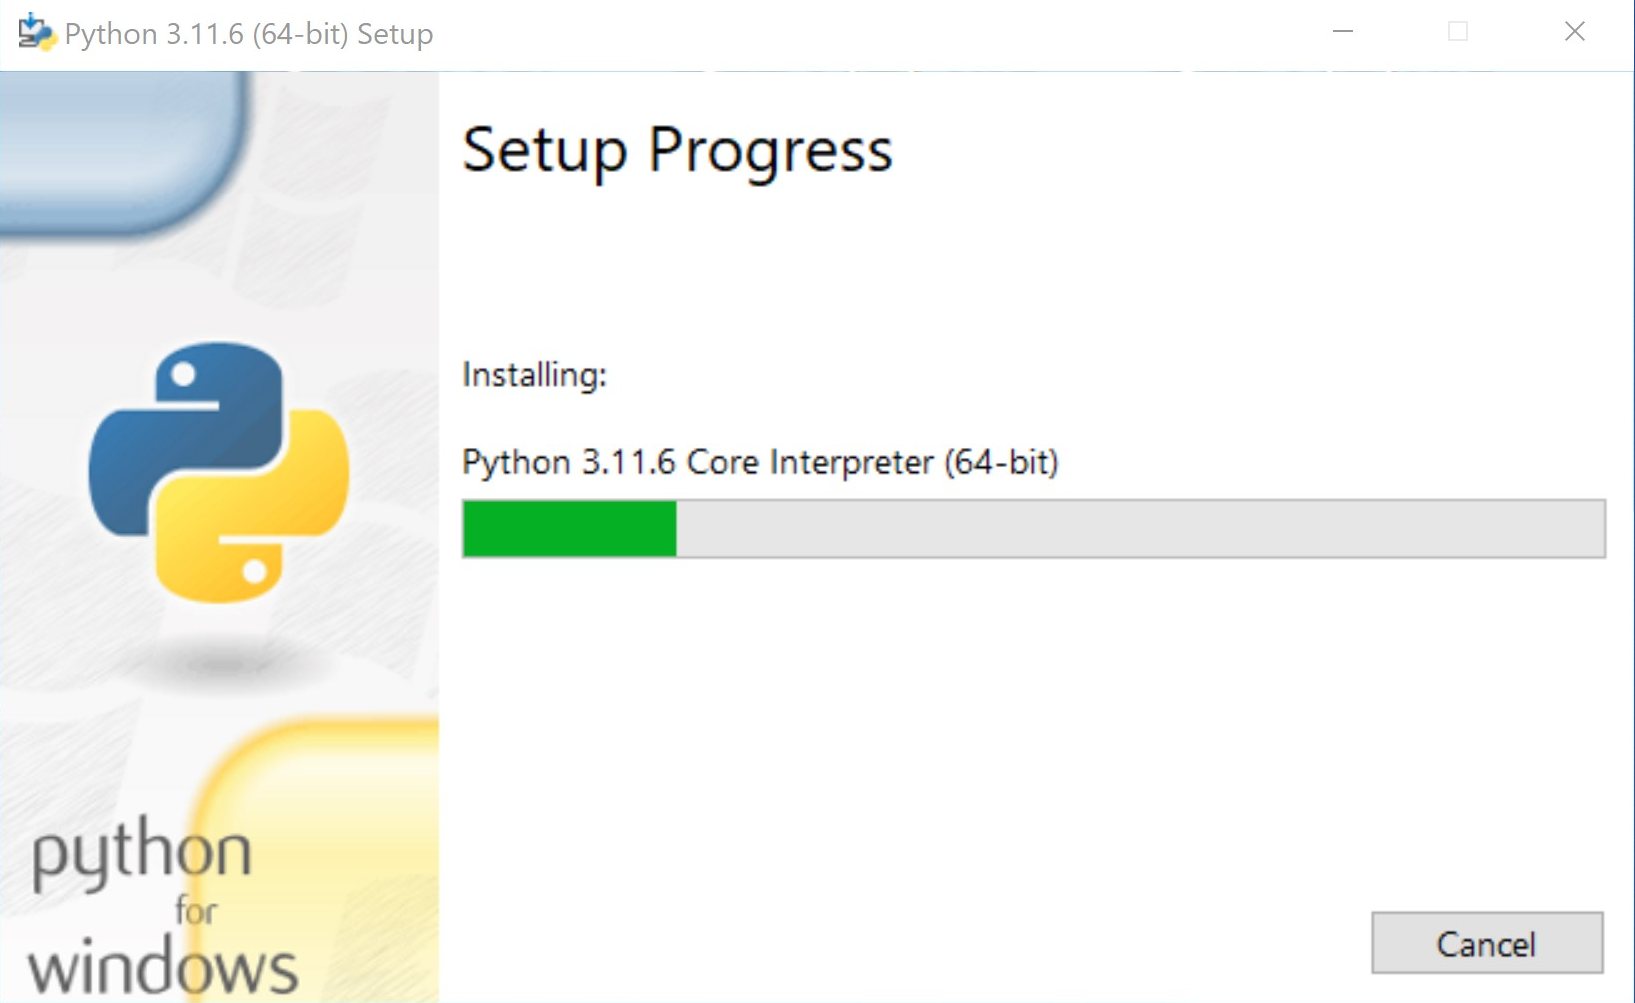 Python 3.11.6 (64-bit) Setup
Setup Progress
Installing:
Python 3.11.6 Core Interpreter (64-bit)
python
for
windows
Cancel